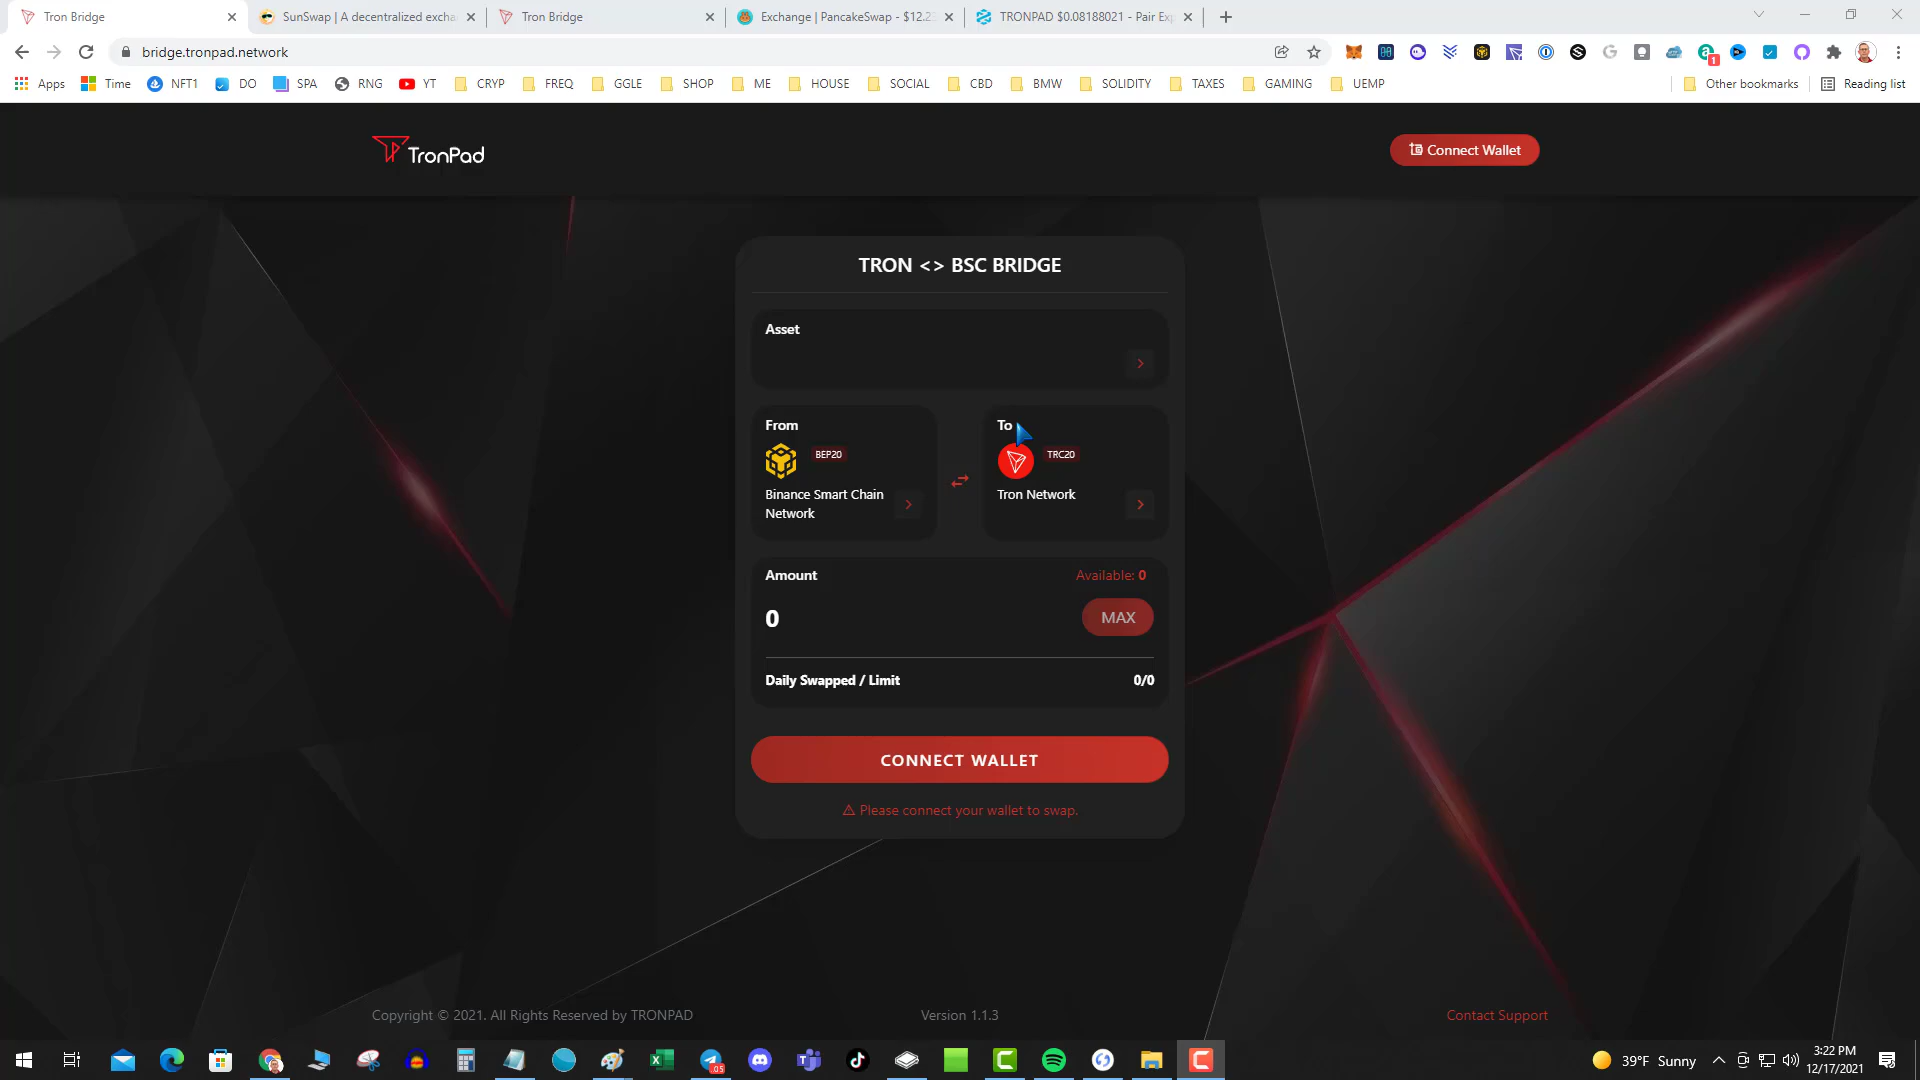 Tron Bridge
SunSwap | A decentralized excha
Tron Bridge
Exchange | PancakeSwap - $12.2
TRONPAD $0.08188021 - Pair Exp
bridge.tronpad.network
Apps
Time
NFT1
DO
SPA
RNG
YT
CRYP
FREQ
GGLE
SHOP
ME
HOUSE
SOCIAL
CBD
BMW
SOLIDITY
TAXES
GAMING
UEMP
Other bookmarks
Reading list
TronPad
Connect Wallet
TRON <> BSC BRIDGE
Asset
From
To
BEP20
TRC20
Binance Smart Chain
Network
Tron Network
Amount
Available: 0
0
MAX
Daily Swapped / Limit
0/0
CONNECT WALLET
⚠ Please connect your wallet to swap.
Copyright © 2021. All Rights Reserved by TRONPAD
Version 1.1.3
Contact Support
39°F Sunny
3:22 PM
12/17/2021